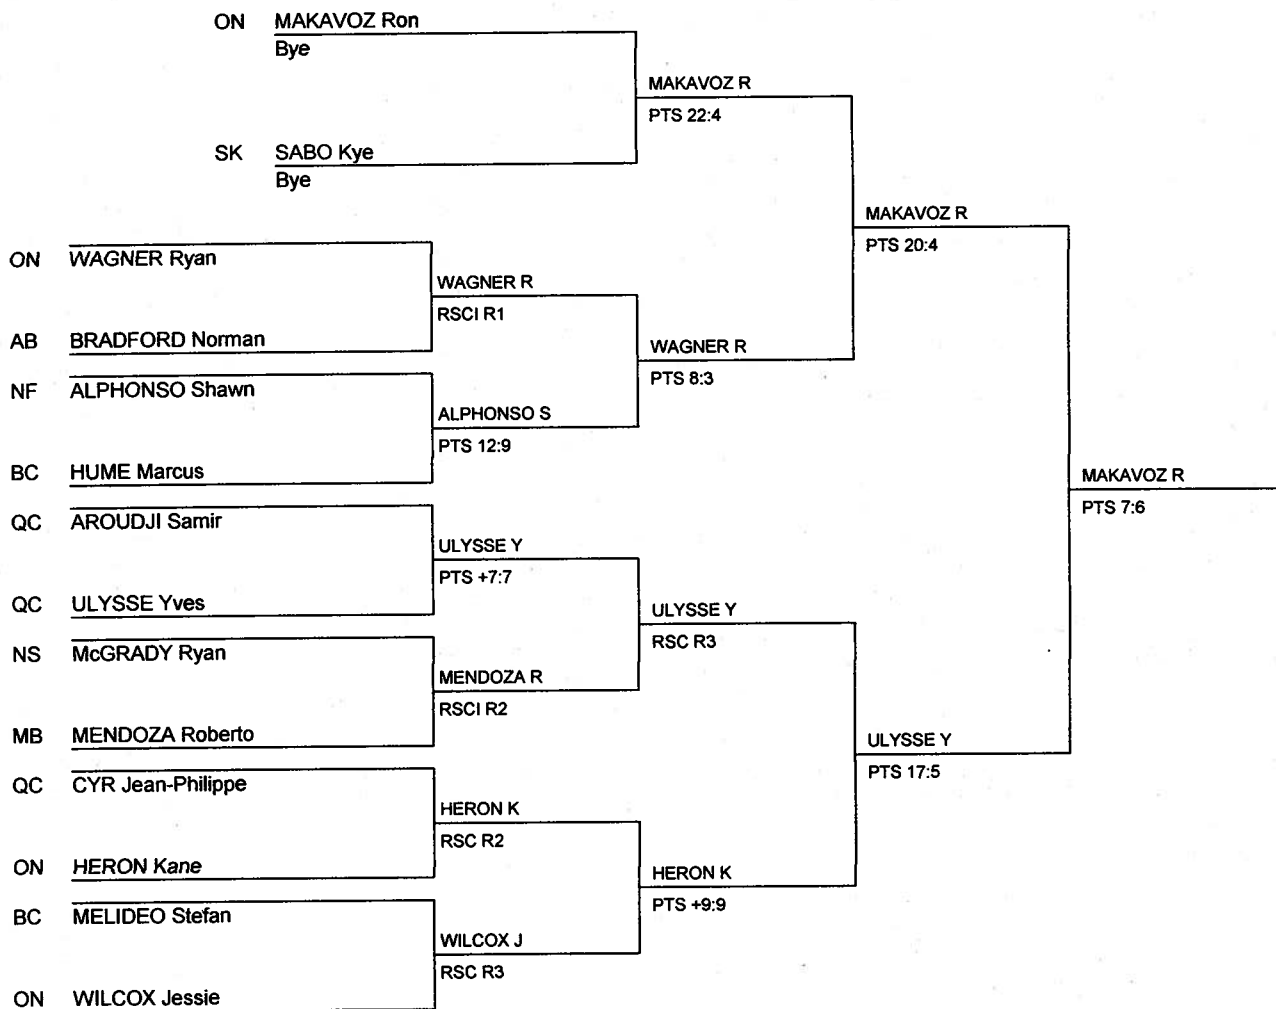 ON MAKAVOZ Ron
Bye
MAKAVOZ R
PTS 22:4
SK SABO Kye
Bye
MAKAVOZ R
PTS 20:4
ON WAGNER Ryan
WAGNER R
RSCI R1
AB BRADFORD Norman
WAGNER R
PTS 8:3
NF ALPHONSO Shawn
ALPHONSO S
PTS 12:9
BC HUME Marcus
MAKAVOZ R
PTS 7:6
QC AROUDJI Samir
ULYSSE Y
PTS +7:7
QC ULYSSE Yves
ULYSSE Y
RSC R3
NS McGRADY Ryan
MENDOZA R
RSCI R2
MB MENDOZA Roberto
ULYSSE Y
PTS 17:5
QC CYR Jean-Philippe
HERON K
RSC R2
ON HERON Kane
HERON K
PTS +9:9
BC MELIDEO Stefan
WILCOX J
RSC R3
ON WILCOX Jessie